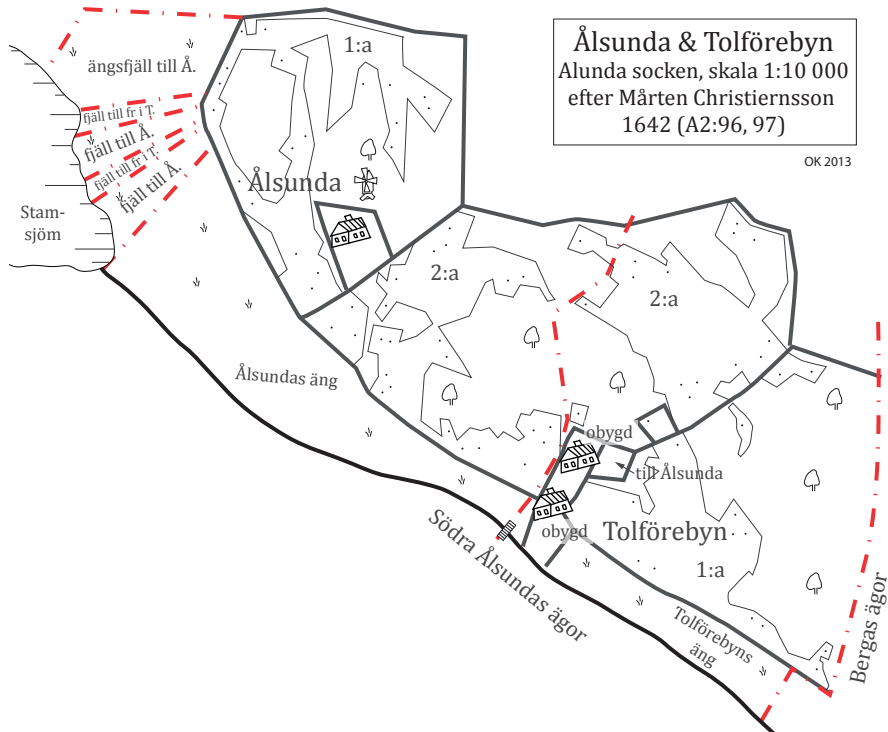 Ålsunda & Tolförebyn
Alunda socken, skala 1:10 000
efter Mårten Christiernsson
1642 (A2:96, 97)
OK 2013
1:a
ängsfjäll till Å.
fjäll till fr i T.
fjäll till Å.
fjäll till fr i T.
fjäll till Å.
Stam-
sjöm
Ålsunda
2:a
2:a
Ålsundas äng
obygd
till Ålsunda
obygd
Tolförebyn
1:a
Södra Ålsundas ägor
Tolförebyns
äng
Bergas ägor